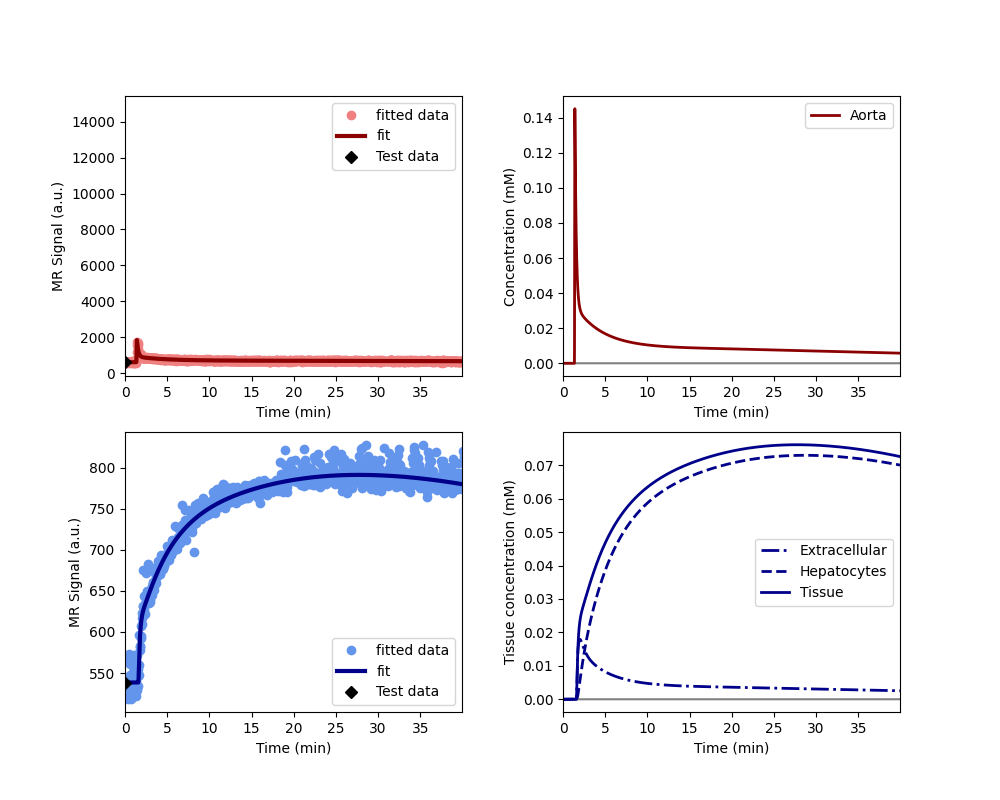 14000
12000
10000
8000
6000
4000
2000
0
MR Signal (a.u.)
fitted data
fit
Test data
0 5 10 15 20 25 30 35
Time (min)
0.14
0.12
0.10
0.08
0.06
0.04
0.02
0.00
Concentration (mM)
Aorta
0 5 10 15 20 25 30 35
Time (min)
800
750
700
650
600
550
MR Signal (a.u.)
fitted data
fit
Test data
0 5 10 15 20 25 30 35
Time (min)
0.07
0.06
0.05
0.04
0.03
0.02
0.01
0.00
Tissue concentration (mM)
Extracellular
Hepatocytes
Tissue
0 5 10 15 20 25 30 35
Time (min)